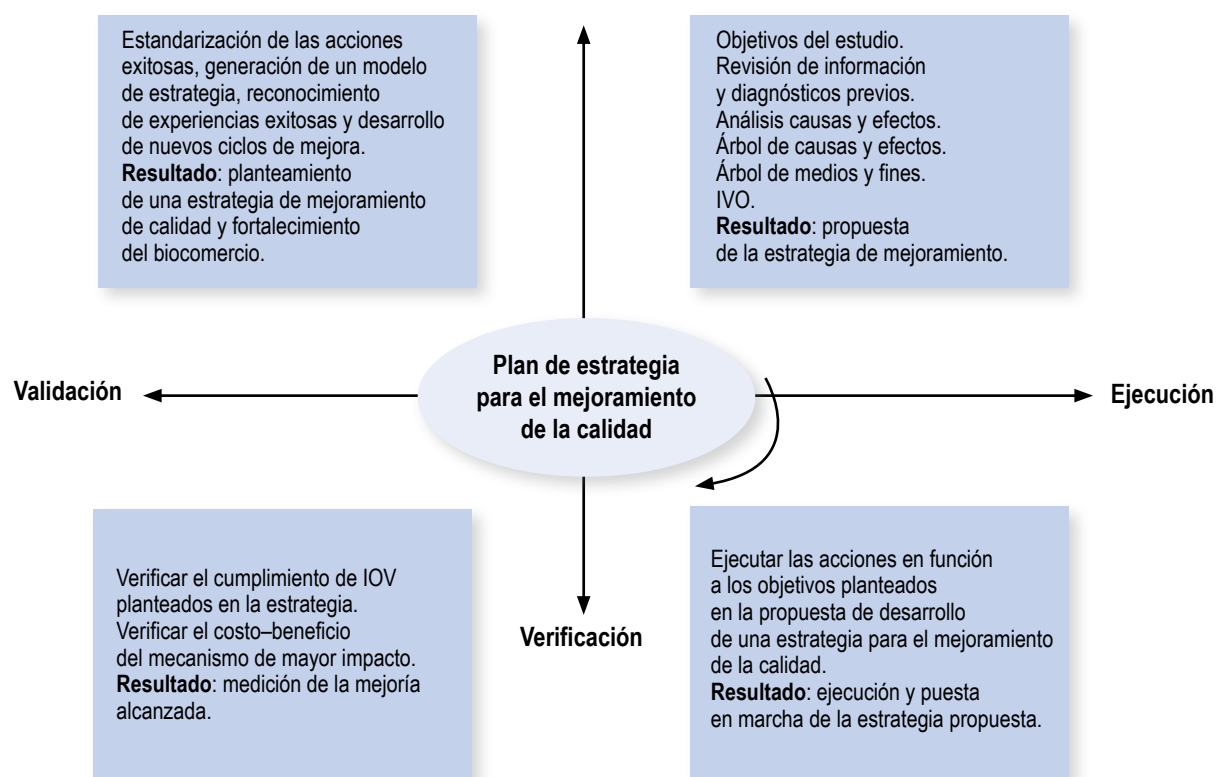 Estandarización de las acciones
exitosas, generación de un modelo
de estrategia, reconocimiento
de experiencias exitosas y desarrollo
de nuevos ciclos de mejora.
Resultado: planteamiento
de una estrategia de mejoramiento
de calidad y fortalecimiento
del biocomercio.
Objetivos del estudio.
Revisión de información
y diagnósticos previos.
Análisis causas y efectos.
Árbol de causas y efectos.
Árbol de medios y fines.
IVO.
Resultado: propuesta
de la estrategia de mejoramiento.
Validación
Plan de estrategia
para el mejoramiento
de la calidad
Ejecución
Verificar el cumplimiento de IOV
planteados en la estrategia.
Verificar el costo–beneficio
del mecanismo de mayor impacto.
Resultado: medición de la mejoría
alcanzada.
Verificación
Ejecutar las acciones en función
a los objetivos planteados
en la propuesta de desarrollo
de una estrategia para el mejoramiento
de la calidad.
Resultado: ejecución y puesta
en marcha de la estrategia propuesta.